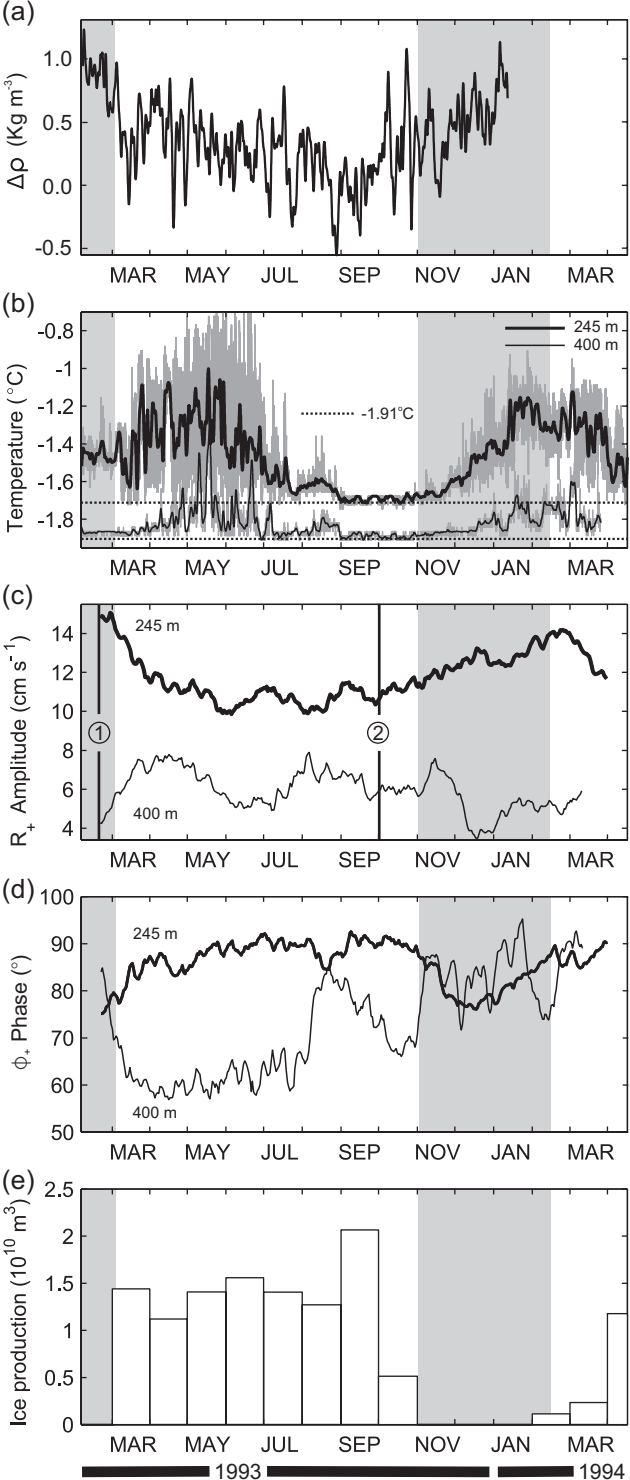 (a)
Δρ (Kg m-3)
1.0
0.5
0.0
-0.5
MAR MAY JUL SEP NOV JAN MAR
(b)
Temperature (°C)
-0.8
-1
-1.2
-1.4
-1.6
-1.8
245 m
400 m
-1.91°C
MAR MAY JUL SEP NOV JAN MAR
(c)
R+ Amplitude (cm s-1)
14
12
10
8
6
4
245 m
① ②
400 m
MAR MAY JUL SEP NOV JAN MAR
(d)
ϕ+ Phase (°)
100
90
80
70
60
50
245 m
400 m
MAR MAY JUL SEP NOV JAN MAR
(e)
Ice production (10^10 m3)
2.5
2
1.5
1
0.5
0
MAR MAY JUL SEP NOV JAN MAR
1993 1994